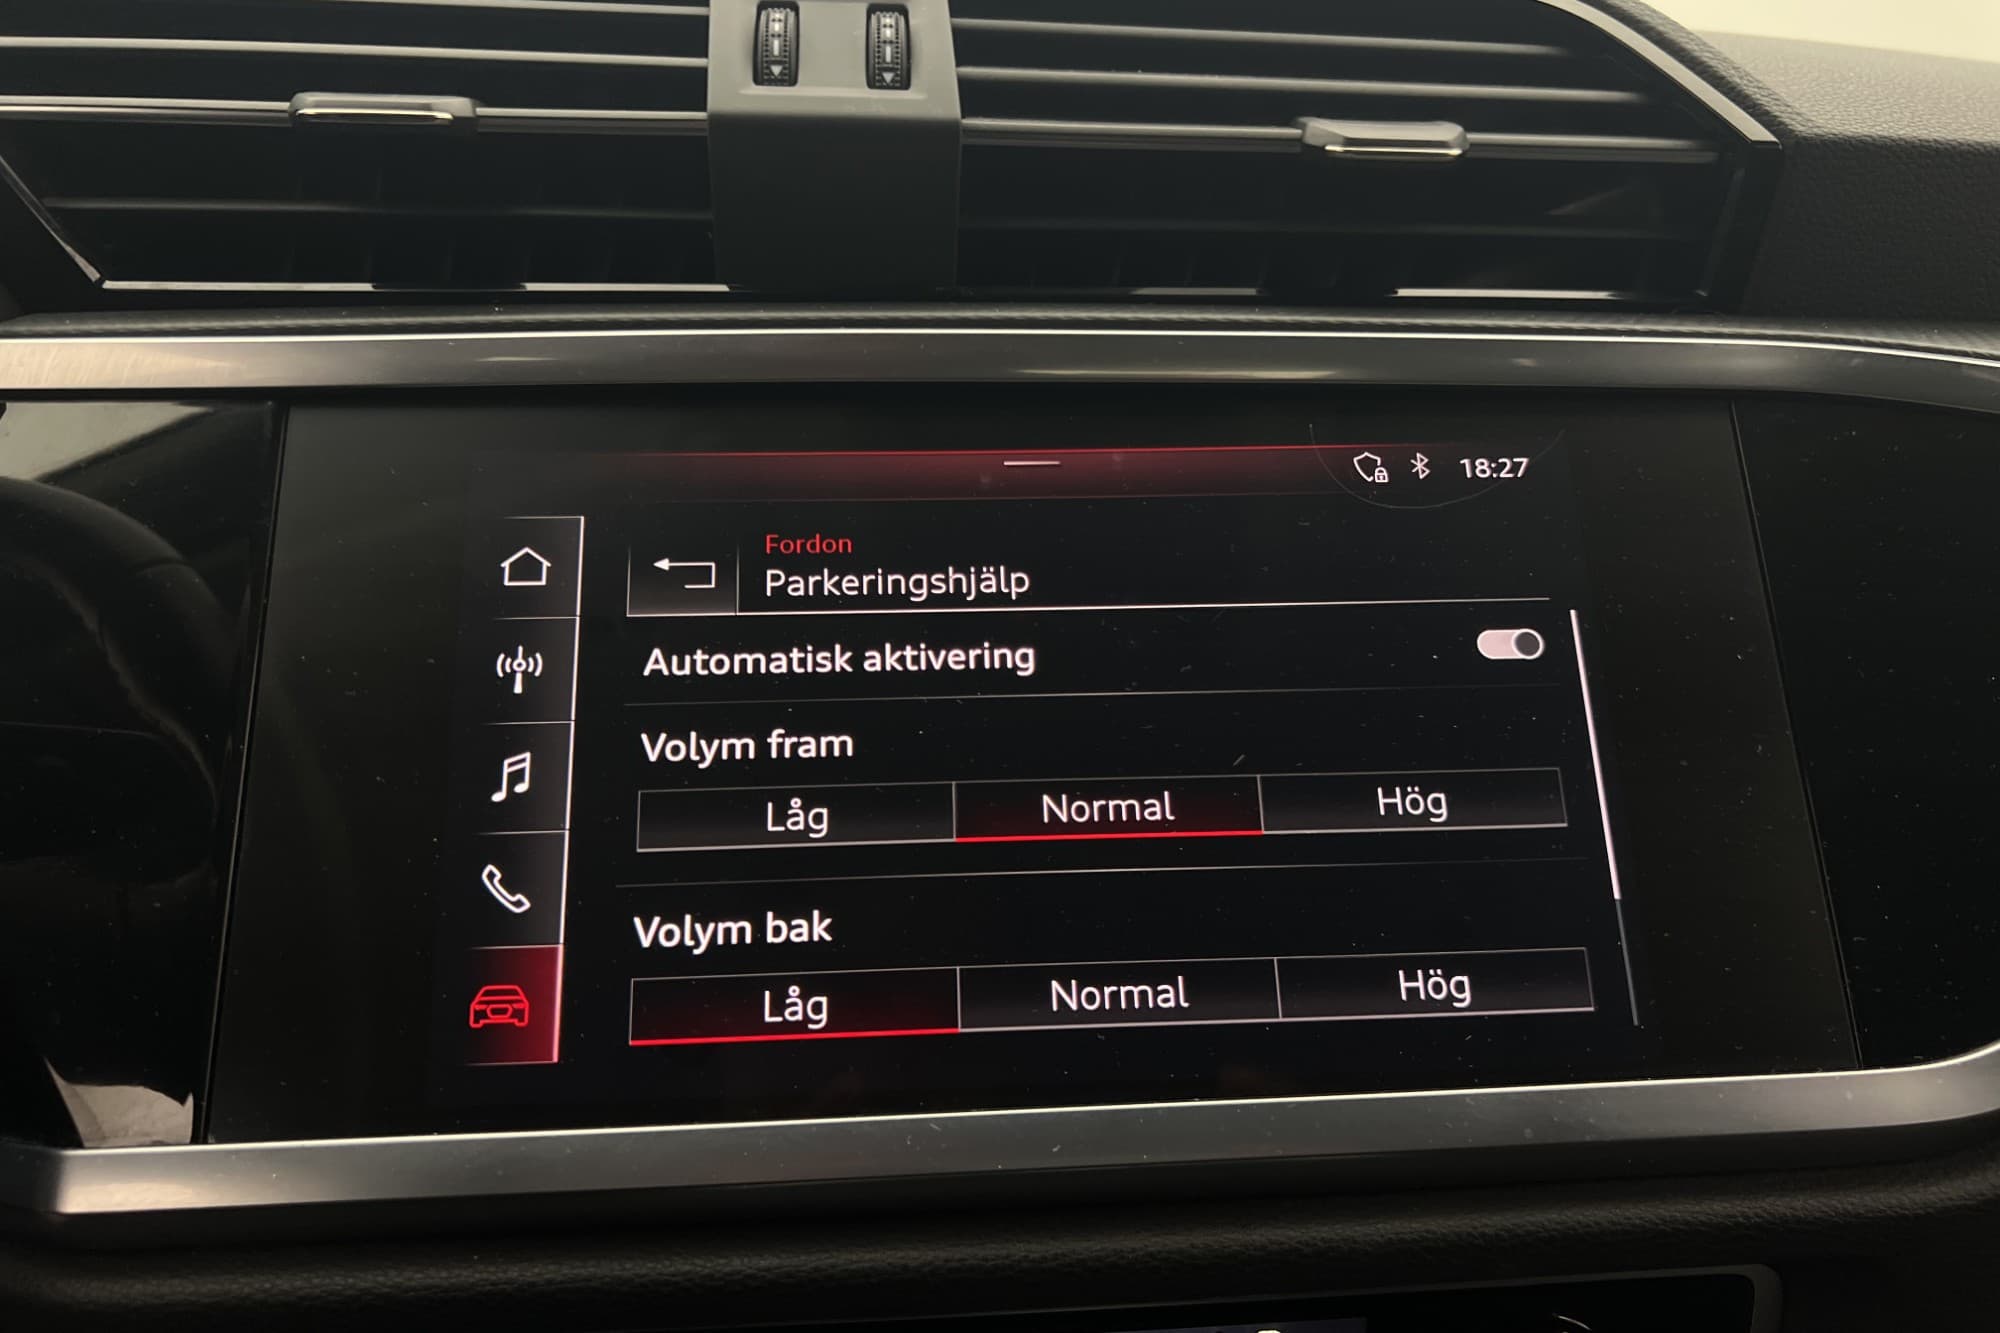 18:27
Fordon
Parkeringshjälp
Automatisk aktivering
Volym fram
Låg Normal Hög
Volym bak
Låg Normal Hög